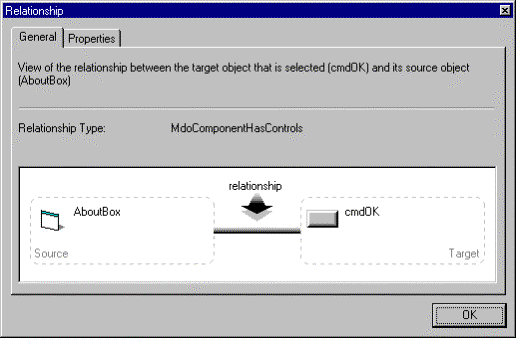 Relationship
General
Properties
View of the relationship between the target object that is selected (cmdOK) and its source object
(AboutBox)
Relationship Type: MdoComponentHasControls
relationship
AboutBox
cmdOK
Source
Target
OK